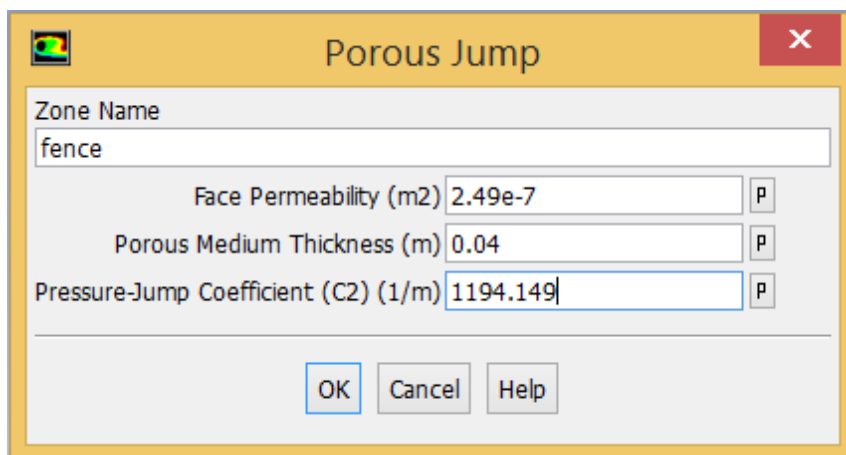 Porous Jump
Zone Name
fence
Face Permeability (m2) 2.49e-7 P
Porous Medium Thickness (m) 0.04 P
Pressure-Jump Coefficient (C2) (1/m) 1194.149 P
OK Cancel Help